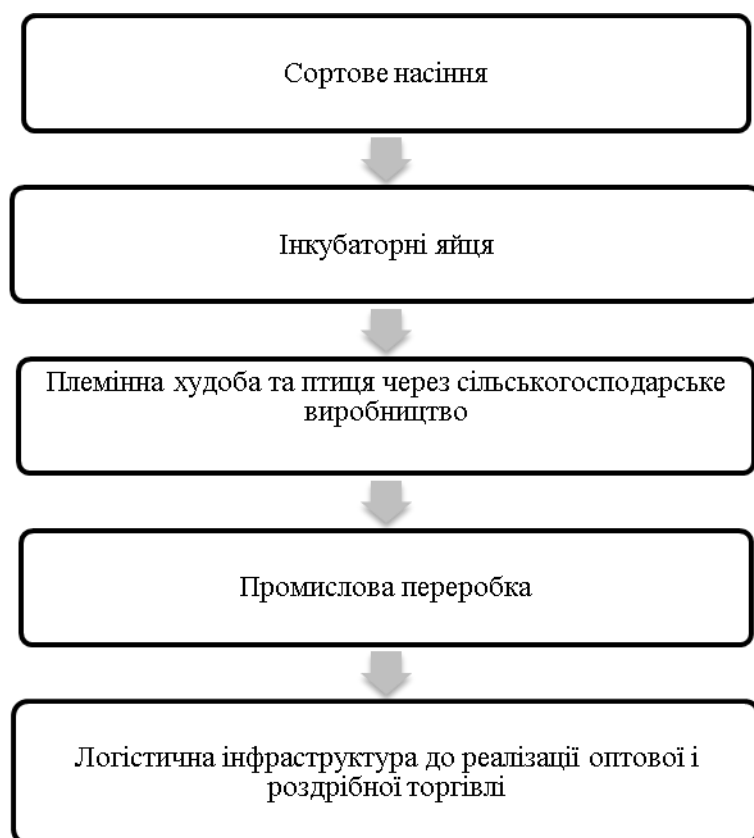 Сортове насіння
Інкубаторні яйця
Племінна худоба та птиця через сільськогосподарське
виробництво
Промислова переробка
Логістична інфраструктура до реалізації оптової і
роздрібної торгівлі